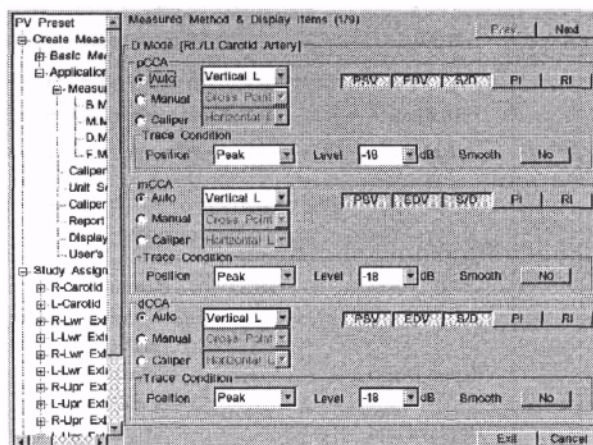 PV Preset
Create Meas
Basic Mea
Application
Measur
B.M
M.M
D.M
F.M
Caliper
Unit Se
Caliper
Report
Display
User's
Study Assign
R-Carotid
L-Carotid
R-Lwr Ext
L-Lwr Ext
R-Lwr Ext
L-Lwr Ext
R-Upr Ext
L-Upr Ext
R-Upr Ext
Measured Method & Display Items (1/9)
Prev. Next
D Mode [Rt /Lt Carotid Artery]
pCCA
Auto Vertical L PSV EDV S/D PI RI
Manual Cross Point
Caliper Horizontal L
Trace Condition
Position Peak Level -18 dB Smooth No
mCCA
Auto Vertical L PSV EDV S/D PI RI
Manual Cross Point
Caliper Horizontal L
Trace Condition
Position Peak Level -18 dB Smooth No
dCCA
Auto Vertical L PSV EDV S/D PI RI
Manual Cross Point
Caliper Horizontal L
Trace Condition
Position Peak Level -18 dB Smooth No
Exit Cancel